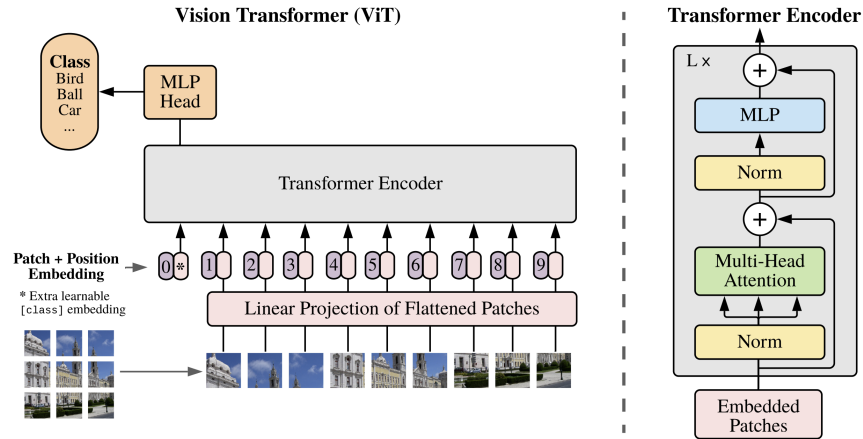 Vision Transformer (ViT)
Class
Bird
Ball
Car
...
MLP
Head
Transformer Encoder
Patch + Position
Embedding
0 * 1 2 3 4 5 6 7 8 9
* Extra learnable
[class] embedding
Linear Projection of Flattened Patches
Transformer Encoder
L x
+
MLP
Norm
+
Multi-Head
Attention
Norm
Embedded
Patches